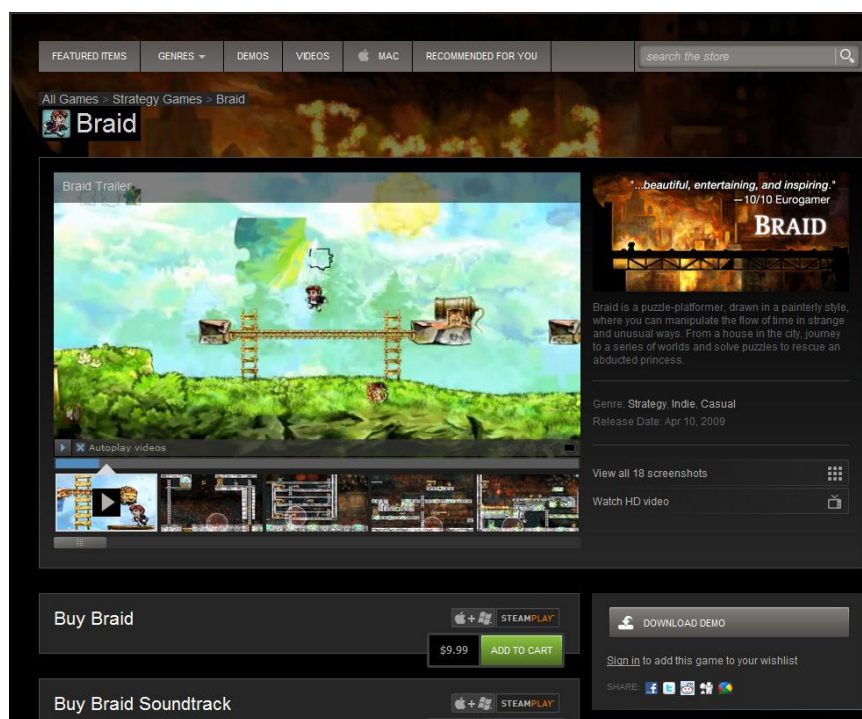 FEATURED ITEMS GENRES DEMOS VIDEOS MAC RECOMMENDED FOR YOU search the store
All Games > Strategy Games > Braid
Braid
Braid
Braid Trailer
"...beautiful, entertaining, and inspiring."
—10/10 Eurogamer
BRAID
Braid is a puzzle-platformer, drawn in a painterly style,
where you can manipulate the flow of time in strange
and unusual ways. From a house in the city, journey
to a series of worlds and solve puzzles to rescue an
abducted princess.
Genre: Strategy, Indie, Casual
Release Date: Apr 10, 2009
Autoplay videos
View all 18 screenshots
Watch HD video
Buy Braid
+ STEAMPLAY
$9.99 ADD TO CART
DOWNLOAD DEMO
Sign in to add this game to your wishlist
SHARE:
Buy Braid Soundtrack
+ STEAMPLAY